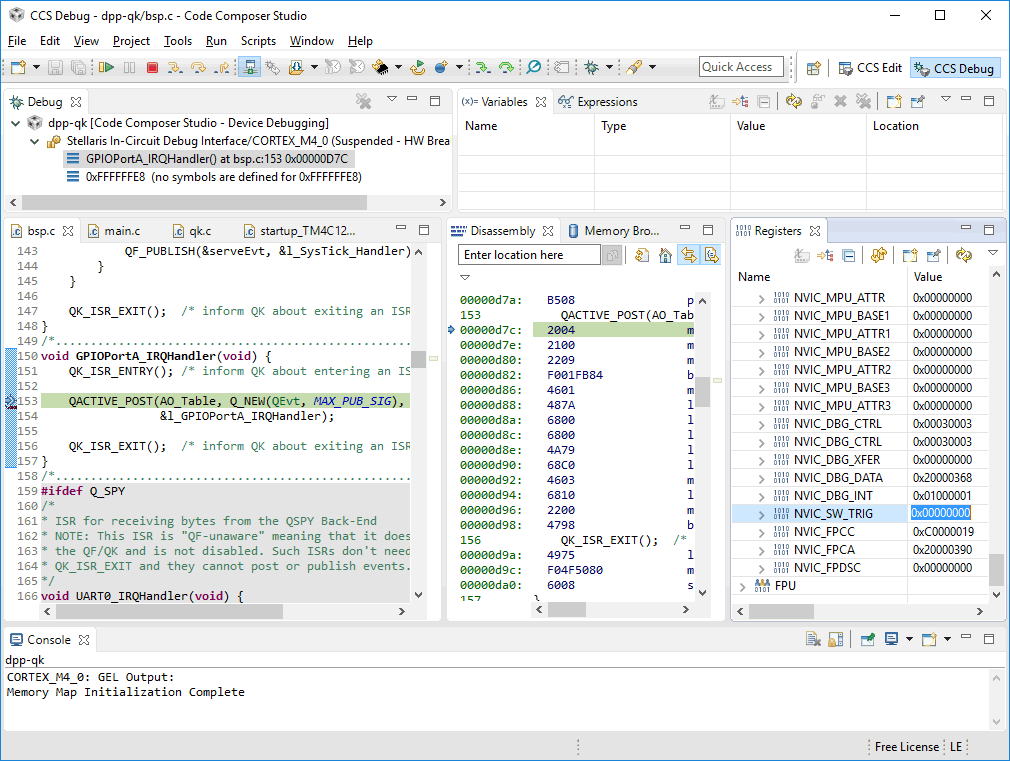 CCS Debug - dpp-qk/bsp.c - Code Composer Studio
File Edit View Project Tools Run Scripts Window Help
Quick Access CCS Edit CCS Debug
Debug
dpp-qk [Code Composer Studio - Device Debugging]
Stellaris In-Circuit Debug Interface/CORTEX_M4_0 (Suspended - HW Brea
GPIOPortA_IRQHandler() at bsp.c:153 0x00000D7C
0xFFFFFFE8 (no symbols are defined for 0xFFFFFFE8)
(x)= Variables Expressions
Name Type Value Location
bsp.c main.c qk.c startup_TM4C12...
143 QF_PUBLISH(&serveEvt, &l_SysTick_Handler)
144 }
145 }
146
147 QK_ISR_EXIT(); /* inform QK about exiting an ISR
148 }
149 /*................................................
150 void GPIOPortA_IRQHandler(void) {
151 QK_ISR_ENTRY(); /* inform QK about entering an IS
152
153 QACTIVE_POST(AO_Table, Q_NEW(QEvt, MAX_PUB_SIG),
154 &l_GPIOPortA_IRQHandler);
155
156 QK_ISR_EXIT(); /* inform QK about exiting an ISR
157 }
158 /*................................................
159 #ifdef Q_SPY
160 /*
161 * ISR for receiving bytes from the QSPY Back-End
162 * NOTE: This ISR is "QF-unaware" meaning that it does
163 * the QF/QK and is not disabled. Such ISRs don't need
164 * QK_ISR_EXIT and they cannot post or publish events.
165 */
166 void UART0_IRQHandler(void) {
Disassembly Memory Bro...
Enter location here
00000d7a: B508 p
153 QACTIVE_POST(AO_Tab
00000d7c: 2004 m
00000d7e: 2100 m
00000d80: 2209 m
00000d82: F001FB84 b
00000d86: 4601 m
00000d88: 487A l
00000d8a: 6800 l
00000d8c: 6800 l
00000d8e: 4A79 l
00000d90: 68C0 l
00000d92: 4603 m
00000d94: 6810 l
00000d96: 2200 m
00000d98: 4798 b
156 QK_ISR_EXIT(); /*
00000d9a: 4975 l
00000d9c: F04F5080 m
00000da0: 6008 s
157 }
1010 0101 Registers
Name Value
NVIC_MPU_ATTR 0x00000000
NVIC_MPU_BASE1 0x00000000
NVIC_MPU_ATTR1 0x00000000
NVIC_MPU_BASE2 0x00000000
NVIC_MPU_ATTR2 0x00000000
NVIC_MPU_BASE3 0x00000000
NVIC_MPU_ATTR3 0x00000000
NVIC_DBG_CTRL 0x00030003
NVIC_DBG_CTRL 0x00030003
NVIC_DBG_XFER 0x00000000
NVIC_DBG_DATA 0x20000368
NVIC_DBG_INT 0x01000001
NVIC_SW_TRIG 0x00000000
NVIC_FPCC 0xC0000019
NVIC_FPCA 0x20000390
NVIC_FPDSC 0x00000000
FPU
Console
dpp-qk
CORTEX_M4_0: GEL Output:
Memory Map Initialization Complete
Free License LE